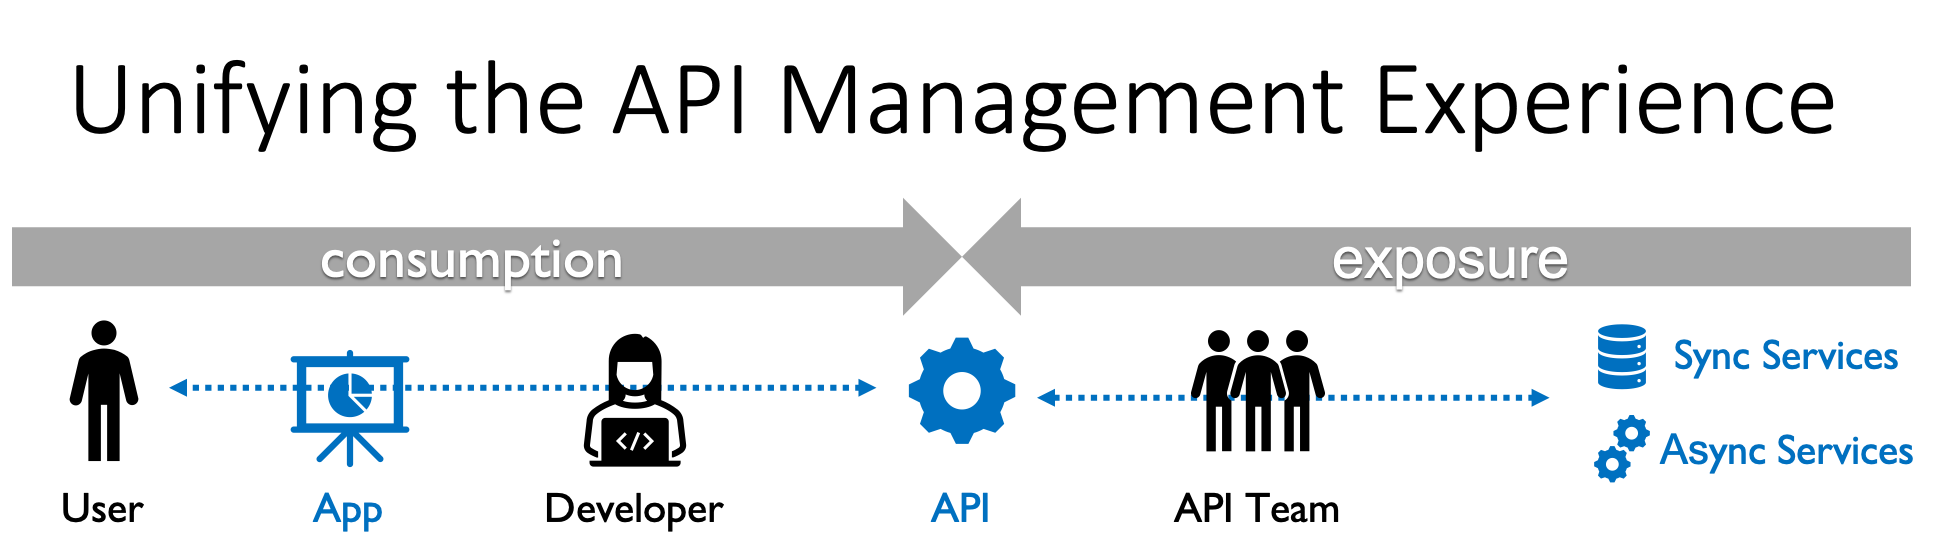 Unifying the API Management Experience
consumption
exposure
Sync Services
</>
Async Services
User
App
Developer
API
API Team